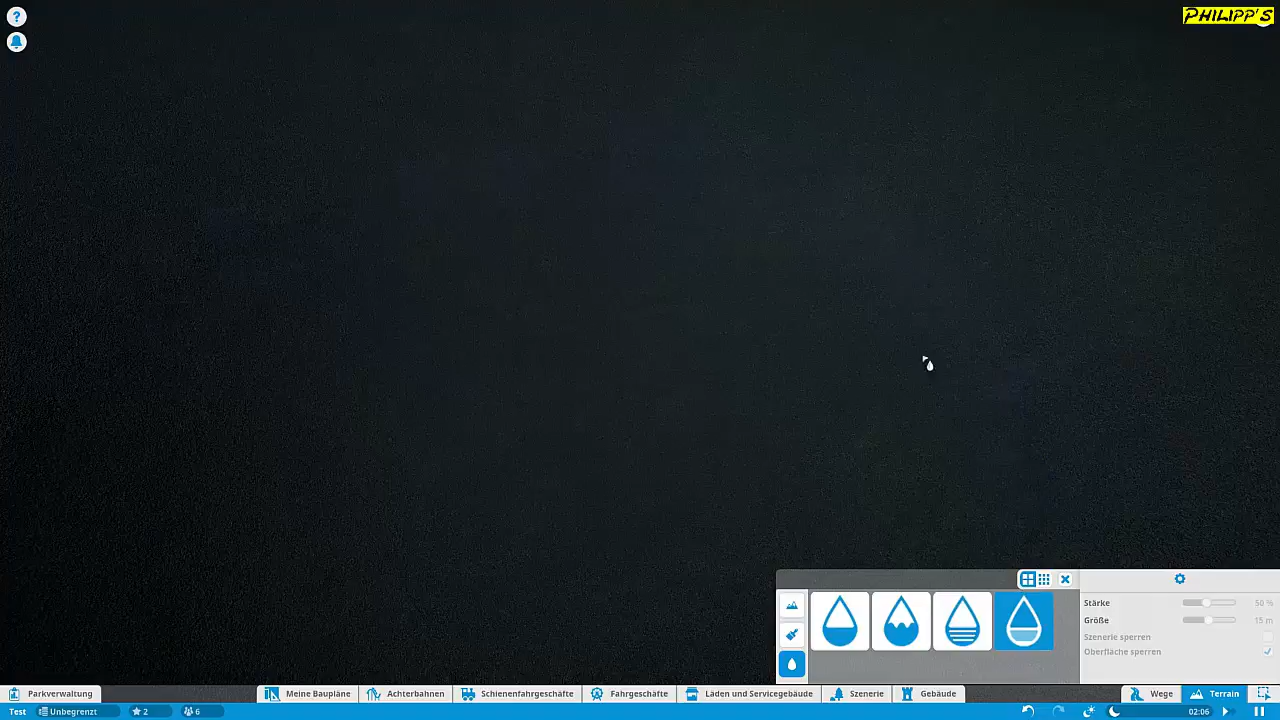 ?
PHILIPP'S
Stärke 50 %
Größe 15 m
Szenerie sperren
Oberfläche sperren
Parkverwaltung Meine Baupläne Achterbahnen Schienenfahrgeschäfte Fahrgeschäfte Läden und Servicegebäude Szenerie Gebäude Wege Terrain
Test Unbegrenzt 2 6 02:06